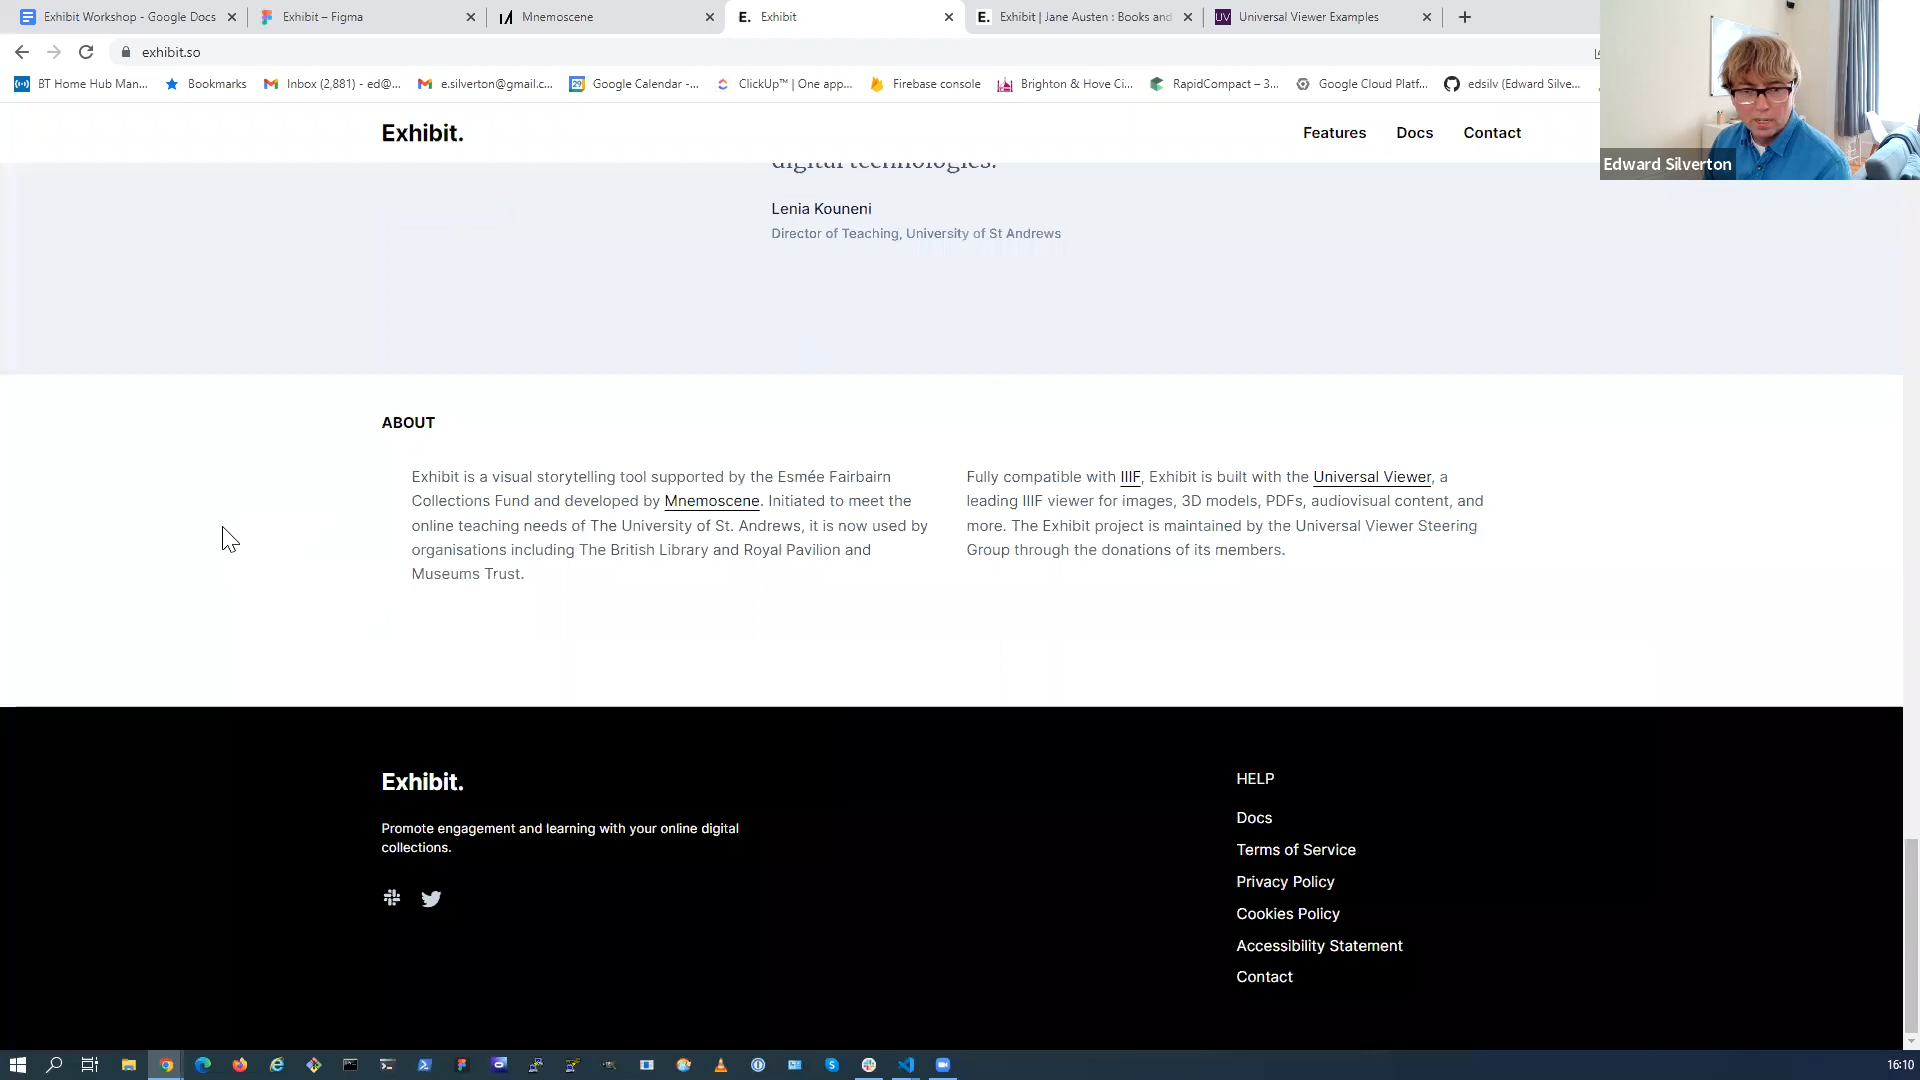 Exhibit Workshop - Google Docs
Exhibit – Figma
Mnemoscene
Exhibit
Exhibit | Jane Austen : Books and
Universal Viewer Examples
exhibit.so
BT Home Hub Man...
Bookmarks
Inbox (2,881) - ed@...
e.silverton@gmail.c...
Google Calendar -...
ClickUp™ | One app...
Firebase console
Brighton & Hove Ci...
RapidCompact – 3...
Google Cloud Platf...
edsilv (Edward Silve...
Exhibit.
Features
Docs
Contact
Edward Silverton
digital technologies.
Lenia Kouneni
Director of Teaching, University of St Andrews
ABOUT
Exhibit is a visual storytelling tool supported by the Esmée Fairbairn
Collections Fund and developed by Mnemoscene. Initiated to meet the
online teaching needs of The University of St. Andrews, it is now used by
organisations including The British Library and Royal Pavilion and
Museums Trust.
Fully compatible with IIIF, Exhibit is built with the Universal Viewer, a
leading IIIF viewer for images, 3D models, PDFs, audiovisual content, and
more. The Exhibit project is maintained by the Universal Viewer Steering
Group through the donations of its members.
Exhibit.
Promote engagement and learning with your online digital
collections.
HELP
Docs
Terms of Service
Privacy Policy
Cookies Policy
Accessibility Statement
Contact
16:10